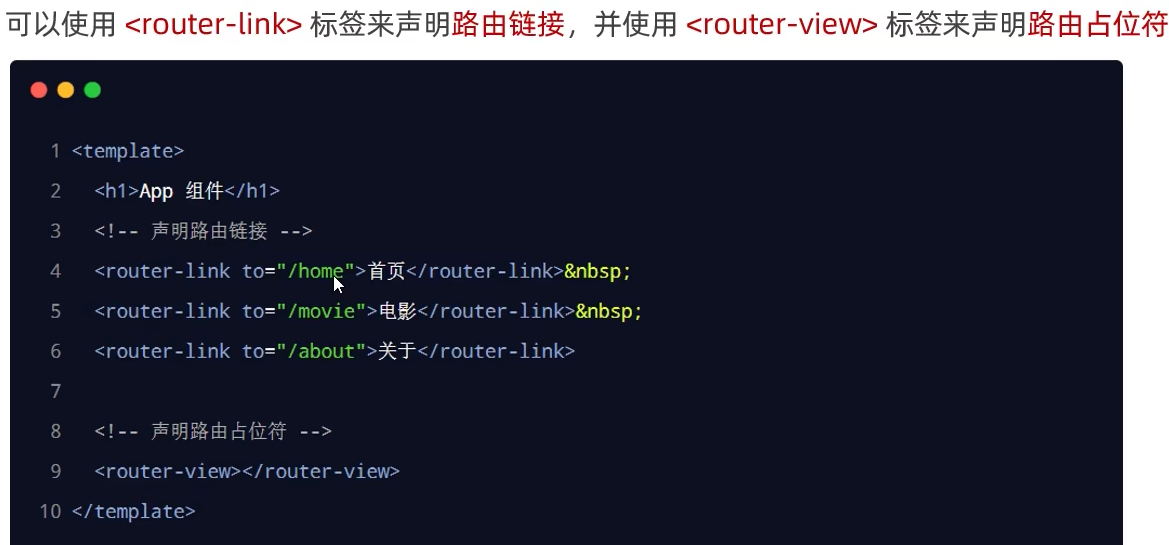 可以使用 <router-link> 标签来声明路由链接，并使用 <router-view> 标签来声明路由占位符
1 <template>
2   <h1>App 组件</h1>
3   <!-- 声明路由链接 -->
4   <router-link to="/home">首页</router-link>&nbsp;
5   <router-link to="/movie">电影</router-link>&nbsp;
6   <router-link to="/about">关于</router-link>
7
8   <!-- 声明路由占位符 -->
9   <router-view></router-view>
10 </template>